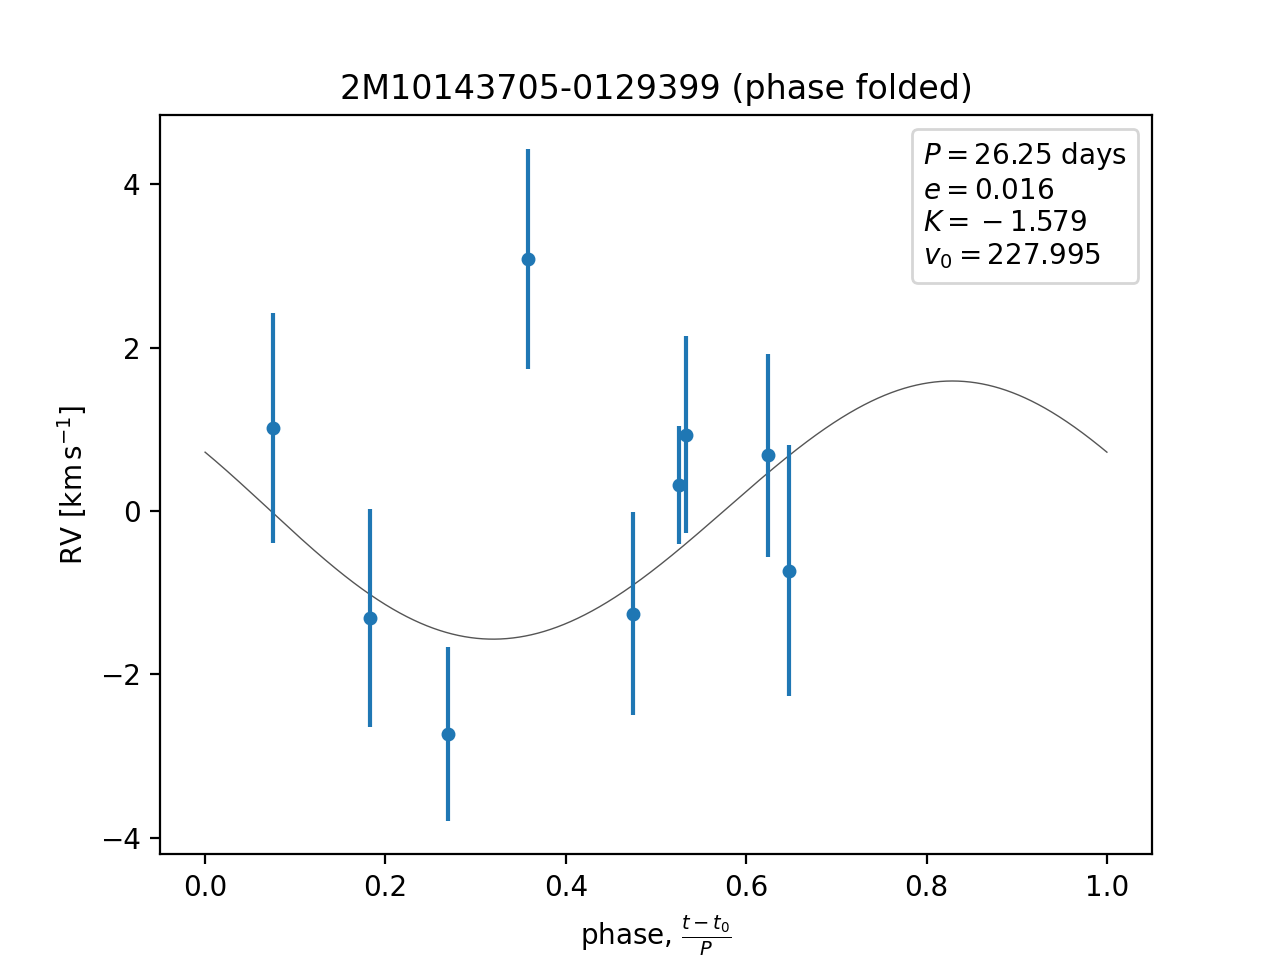 2M10143705-0129399 (phase folded)
P = 26.25 days
e = 0.016
K = −1.579
v₀ = 227.995
RV [km s⁻¹]
4
2
0
−2
−4
0.0 0.2 0.4 0.6 0.8 1.0
phase, (t − t₀)/P